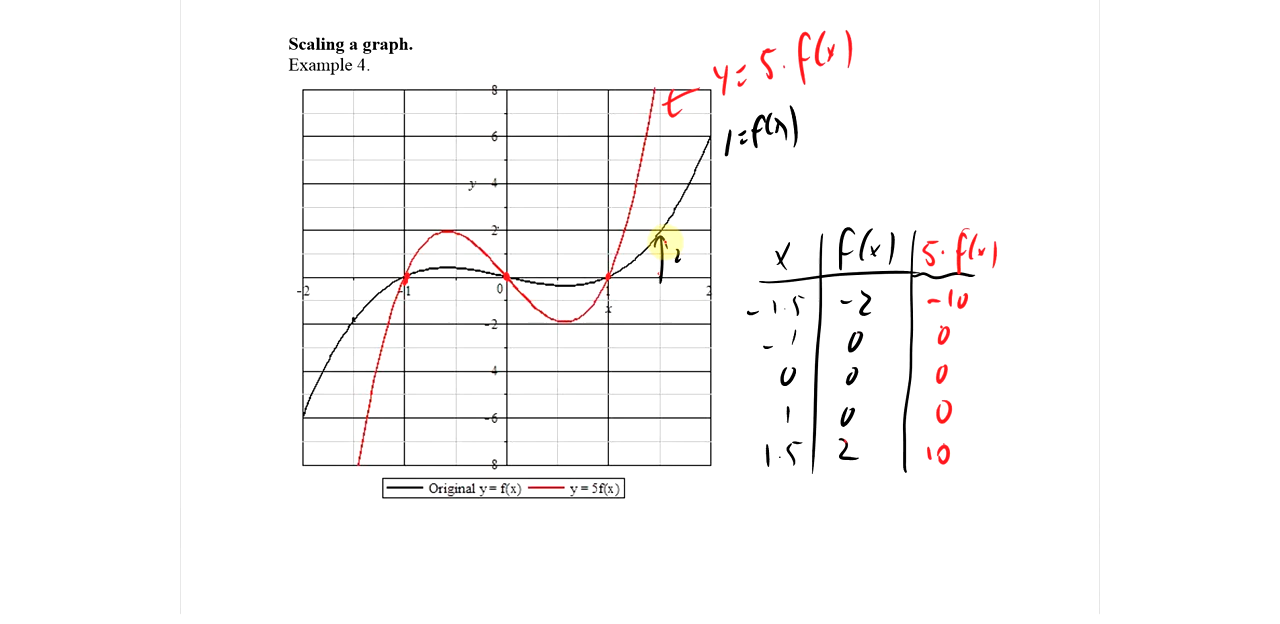 Scaling a graph.
Example 4.
y = 5 · f(x)
y = f(x)
8
6
y 4
2
2
-2 -1 0 1 2
x
-2
4
-6
8
Original y = f(x) y = 5f(x)
x f(x) 5 · f(x)
-1.5 -2 -10
-1 0 0
0 0 0
1 0 0
1.5 2 10